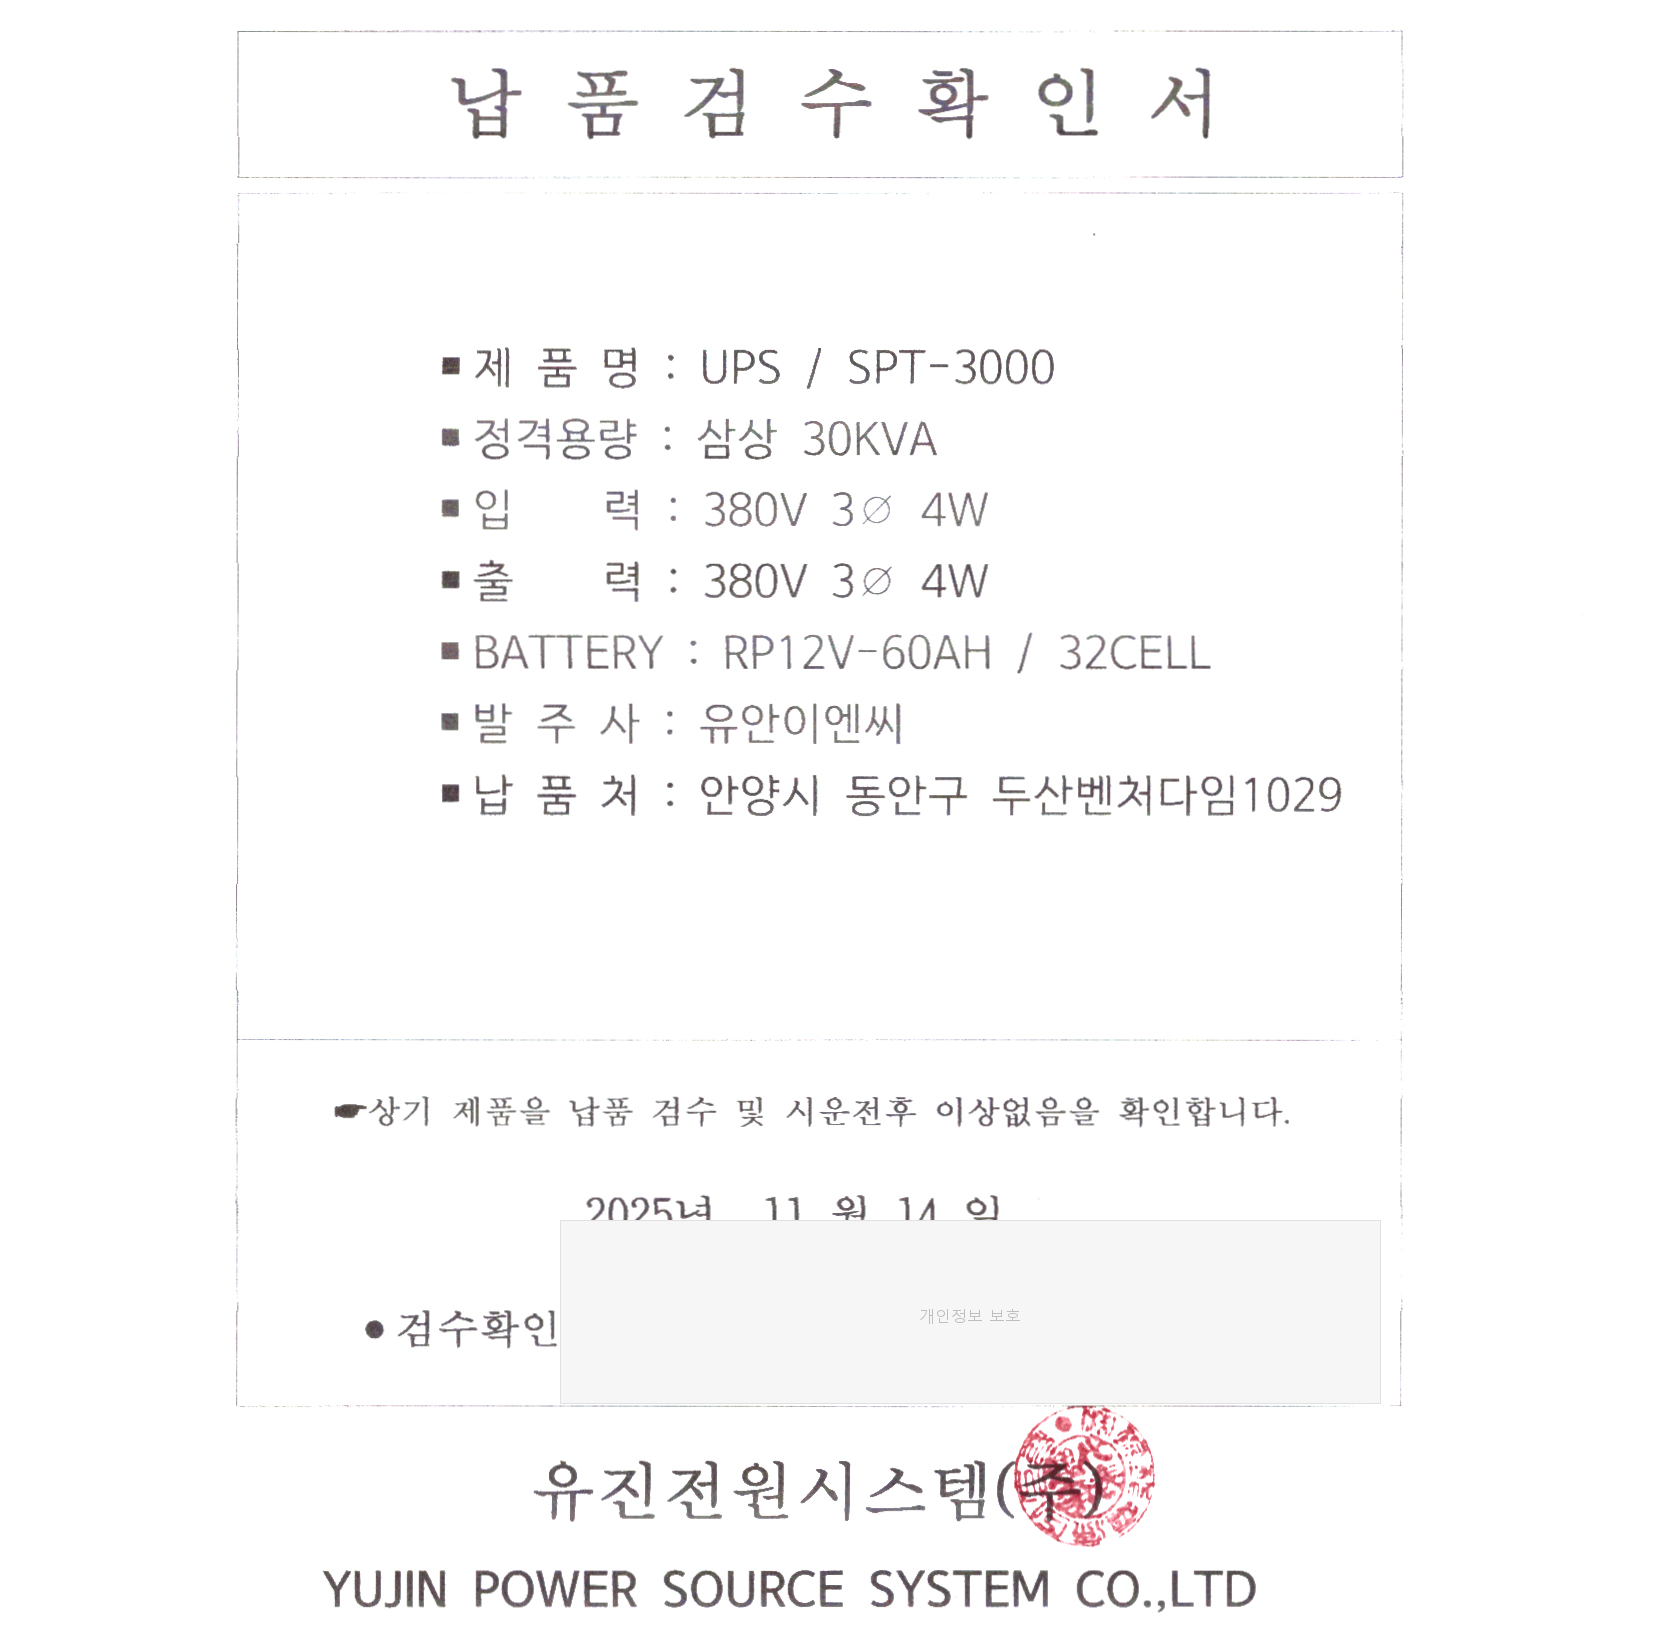 납 품 검 수 확 인 서
■ 제 품 명 : UPS / SPT-3000
■ 정격용량 : 삼상 30KVA
■ 입 력 : 380V 3∅ 4W
■ 출 력 : 380V 3∅ 4W
■ BATTERY : RP12V-60AH / 32CELL
■ 발 주 사 : 유안이엔씨
■ 납 품 처 : 안양시 동안구 두산벤처다임1029
☛상기 제품을 납품 검수 및 시운전후 이상없음을 확인합니다.
2025년 11 월 14 일
개인정보 보호
● 검수확인
유진전원시스템(주)
YUJIN POWER SOURCE SYSTEM CO.,LTD